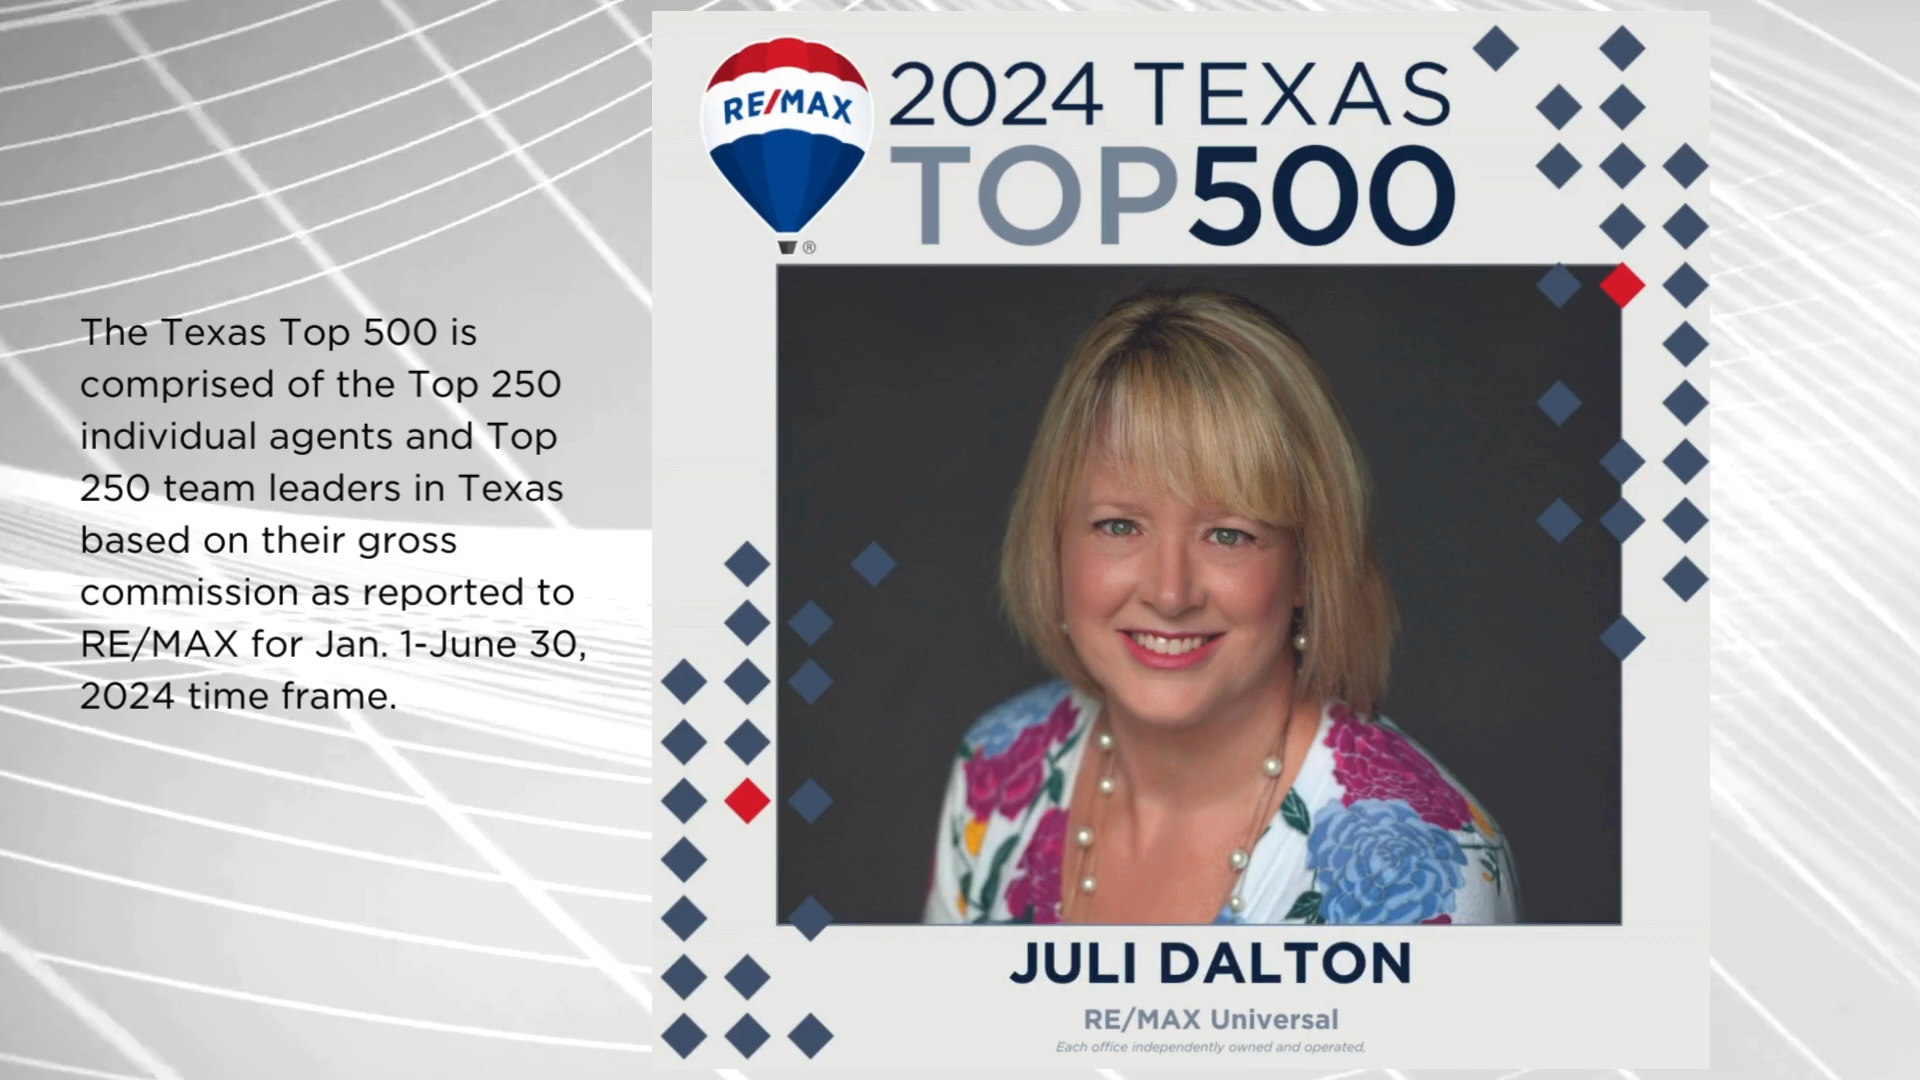 The Texas Top 500 is
comprised of the Top 250
individual agents and Top
250 team leaders in Texas
based on their gross
commission as reported to
RE/MAX for Jan. 1-June 30,
2024 time frame.
RE/MAX
®
2024 TEXAS
TOP500
JULI DALTON
RE/MAX Universal
Each office independently owned and operated,